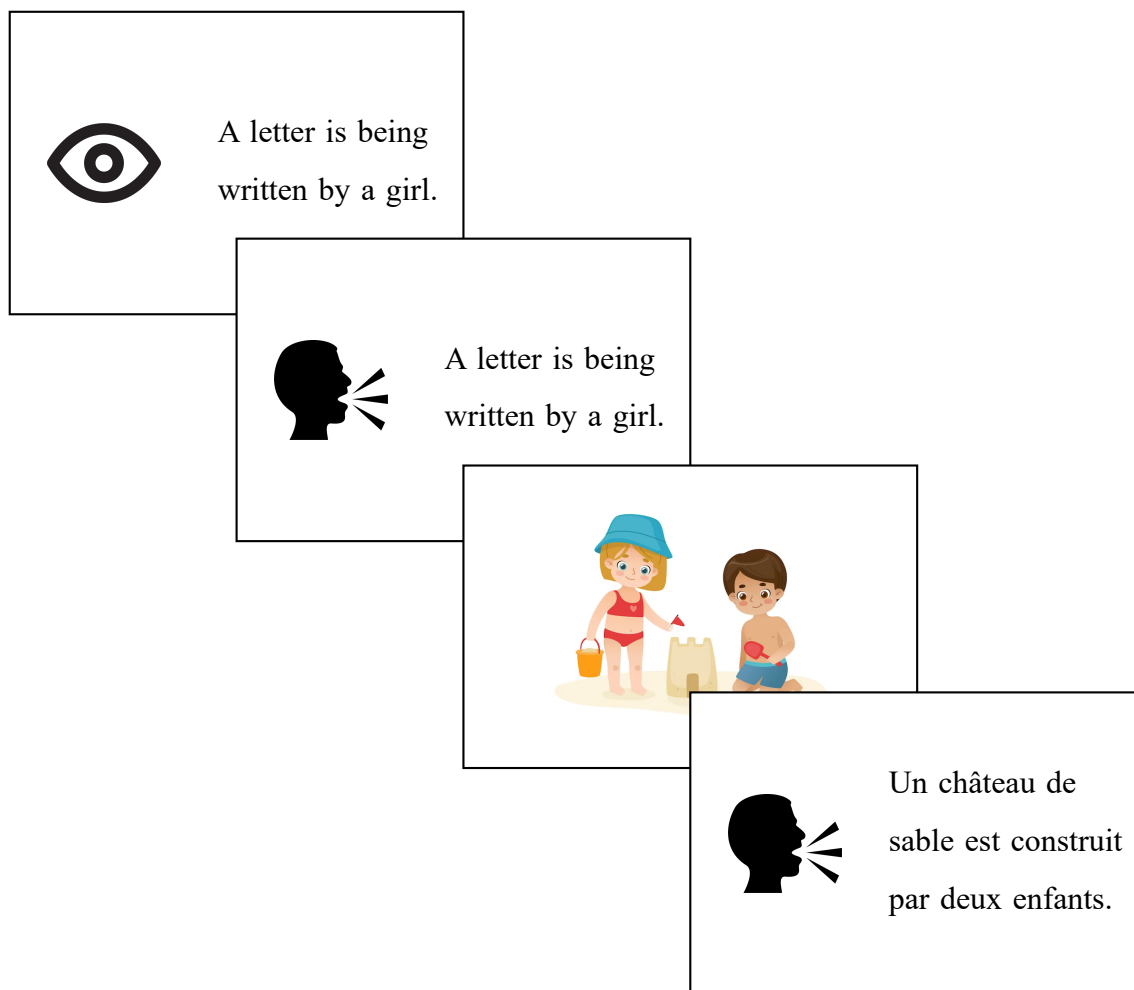 A letter is being
written by a girl.
A letter is being
written by a girl.
Un château de
sable est construit
par deux enfants.